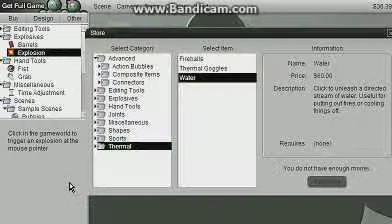 Get Full Game
www.Bandicam.com
Scene
Bui
Design
Other
Editing Tools
Explosives
Barrels
Explosion
Hand Tools
Fist
Grab
Miscellaneous
Time Adjustment
Scenes
Sample Scenes
Bubbles
Click in the gameworld to
trigger an explosion at the
mouse pointer
Store
Select Category
Advanced
Action Bubbles
Composite Items
Connectors
Editing Tools
Explosives
Hand Tools
Joints
Miscellaneous
Shapes
Sports
Thermal
Select Item
Fireballs
Thermal Goggles
Water
Information
Name: Water
Price: $60.00
Description: Click to unleash a directed
stream of water. Useful for
putting out fires or cooling
things off.
Requires: (none)
You do not have enough money.